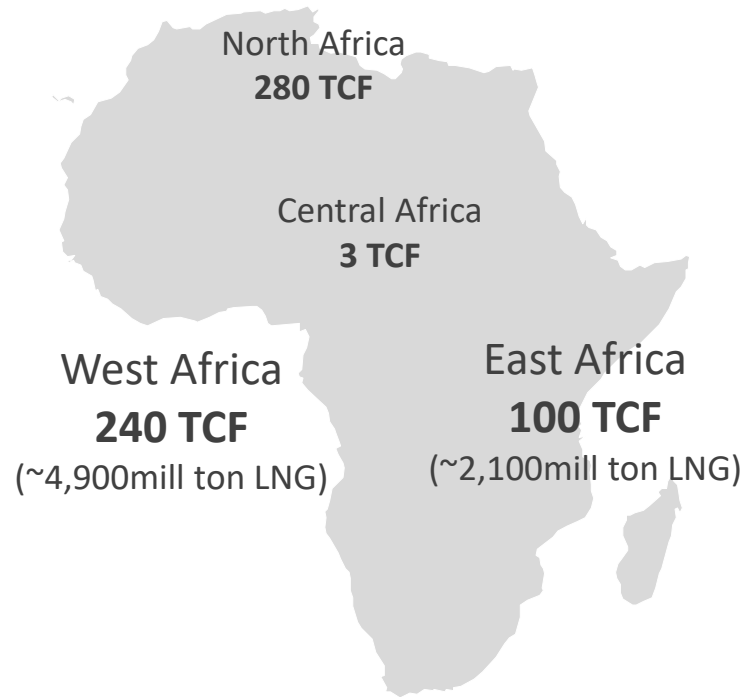 North Africa
280 TCF
Central Africa
3 TCF
West Africa
240 TCF
(~4,900mill ton LNG)
East Africa
100 TCF
(~2,100mill ton LNG)